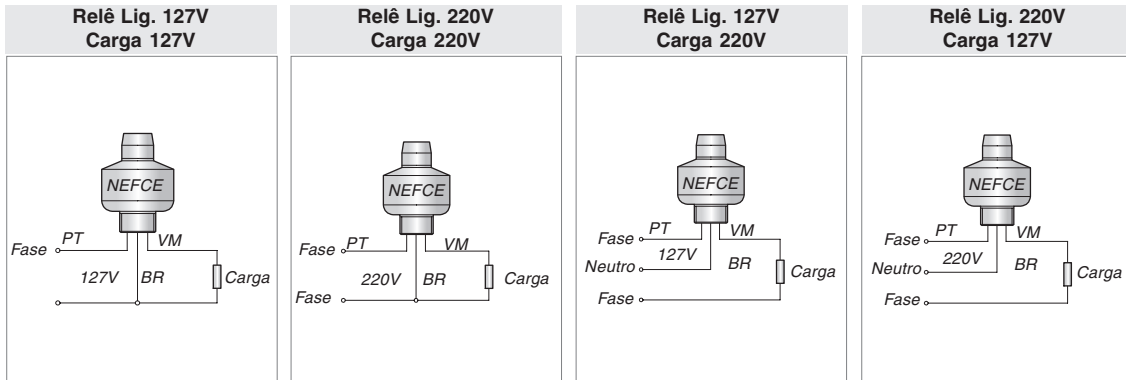 Relê Lig. 127V
Carga 127V
NEFCE
Fase
PT
VM
127V
BR
Carga
Relê Lig. 220V
Carga 220V
NEFCE
Fase
PT
VM
220V
BR
Carga
Fase
Relê Lig. 127V
Carga 220V
NEFCE
Fase
PT
VM
Neutro
127V
BR
Carga
Fase
Relê Lig. 220V
Carga 127V
NEFCE
Fase
PT
VM
Neutro
220V
BR
Carga
Fase